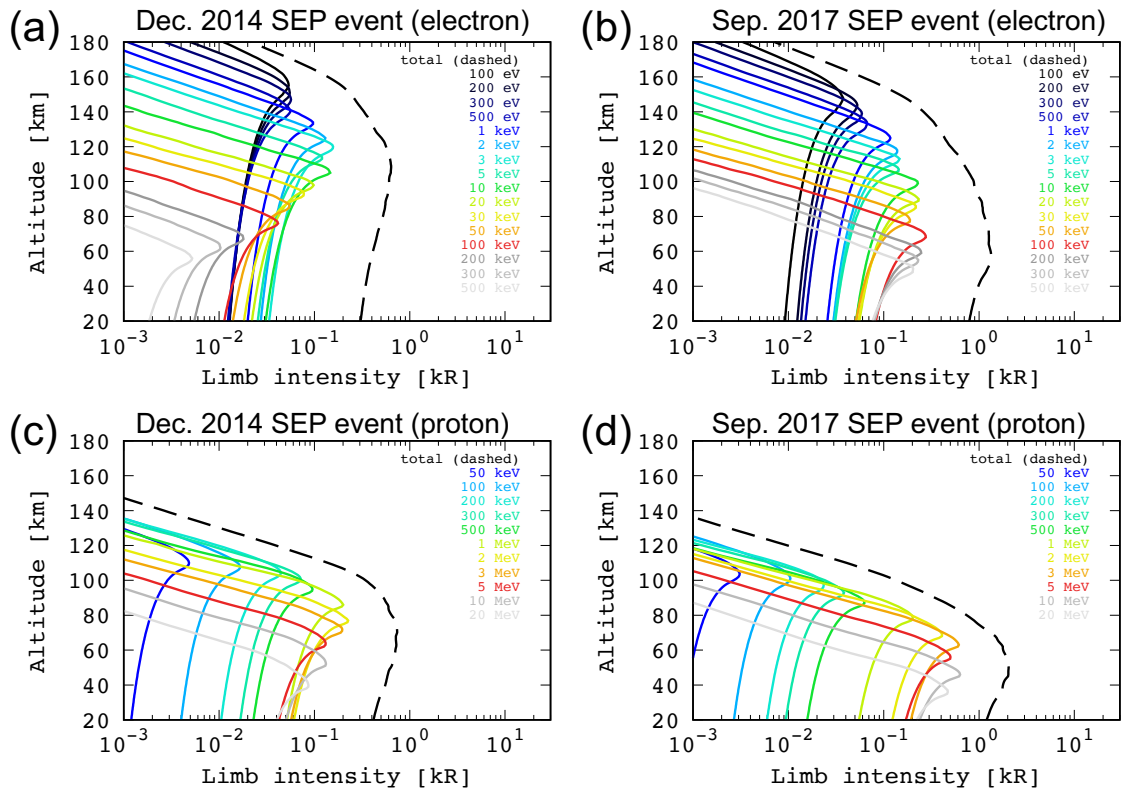 (a) Dec. 2014 SEP event (electron)
180
160
140
120
100
80
60
40
20
Altitude [km]
total (dashed)
100 eV
200 eV
300 eV
500 eV
1 keV
2 keV
3 keV
5 keV
10 keV
20 keV
30 keV
50 keV
100 keV
200 keV
300 keV
500 keV
10⁻³ 10⁻² 10⁻¹ 10⁰ 10¹
Limb intensity [kR]
(b) Sep. 2017 SEP event (electron)
180
160
140
120
100
80
60
40
20
Altitude [km]
total (dashed)
100 eV
200 eV
300 eV
500 eV
1 keV
2 keV
3 keV
5 keV
10 keV
20 keV
30 keV
50 keV
100 keV
200 keV
300 keV
500 keV
10⁻³ 10⁻² 10⁻¹ 10⁰ 10¹
Limb intensity [kR]
(c) Dec. 2014 SEP event (proton)
180
160
140
120
100
80
60
40
20
Altitude [km]
total (dashed)
50 keV
100 keV
200 keV
300 keV
500 keV
1 MeV
2 MeV
3 MeV
5 MeV
10 MeV
20 MeV
10⁻³ 10⁻² 10⁻¹ 10⁰ 10¹
Limb intensity [kR]
(d) Sep. 2017 SEP event (proton)
180
160
140
120
100
80
60
40
20
Altitude [km]
total (dashed)
50 keV
100 keV
200 keV
300 keV
500 keV
1 MeV
2 MeV
3 MeV
5 MeV
10 MeV
20 MeV
10⁻³ 10⁻² 10⁻¹ 10⁰ 10¹
Limb intensity [kR]